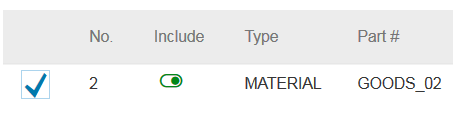 No. Include Type Part #
2 MATERIAL GOODS_02